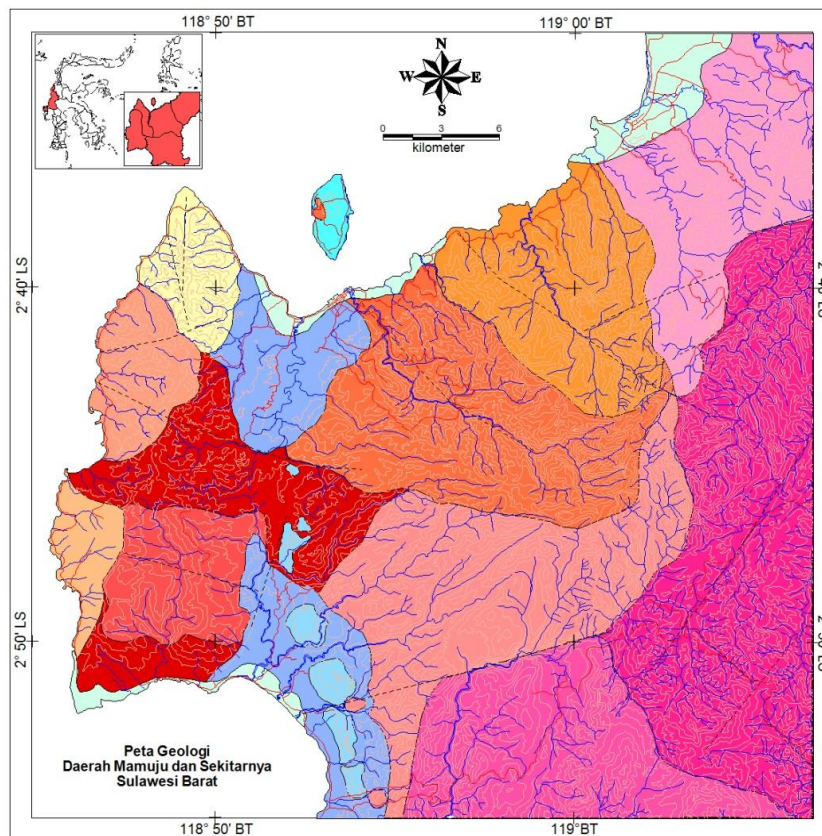 118° 50' BT
119° 00' BT
N
W E
S
0 3 6
kilometer
2° 40' LS
2° 50' LS
Peta Geologi
Daerah Mamuju dan Sekitarnya
Sulawesi Barat
118° 50' BT
119° BT